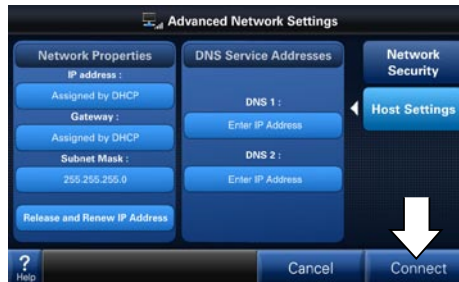 Advanced Network Settings
Network Properties
IP address :
Assigned by DHCP
Gateway :
Assigned by DHCP
Subnet Mask :
255.255.255.0
Release and Renew IP Address
DNS Service Addresses
DNS 1 :
Enter IP Address
DNS 2 :
Enter IP Address
Network
Security
Host Settings
?
Help
Cancel
Connect